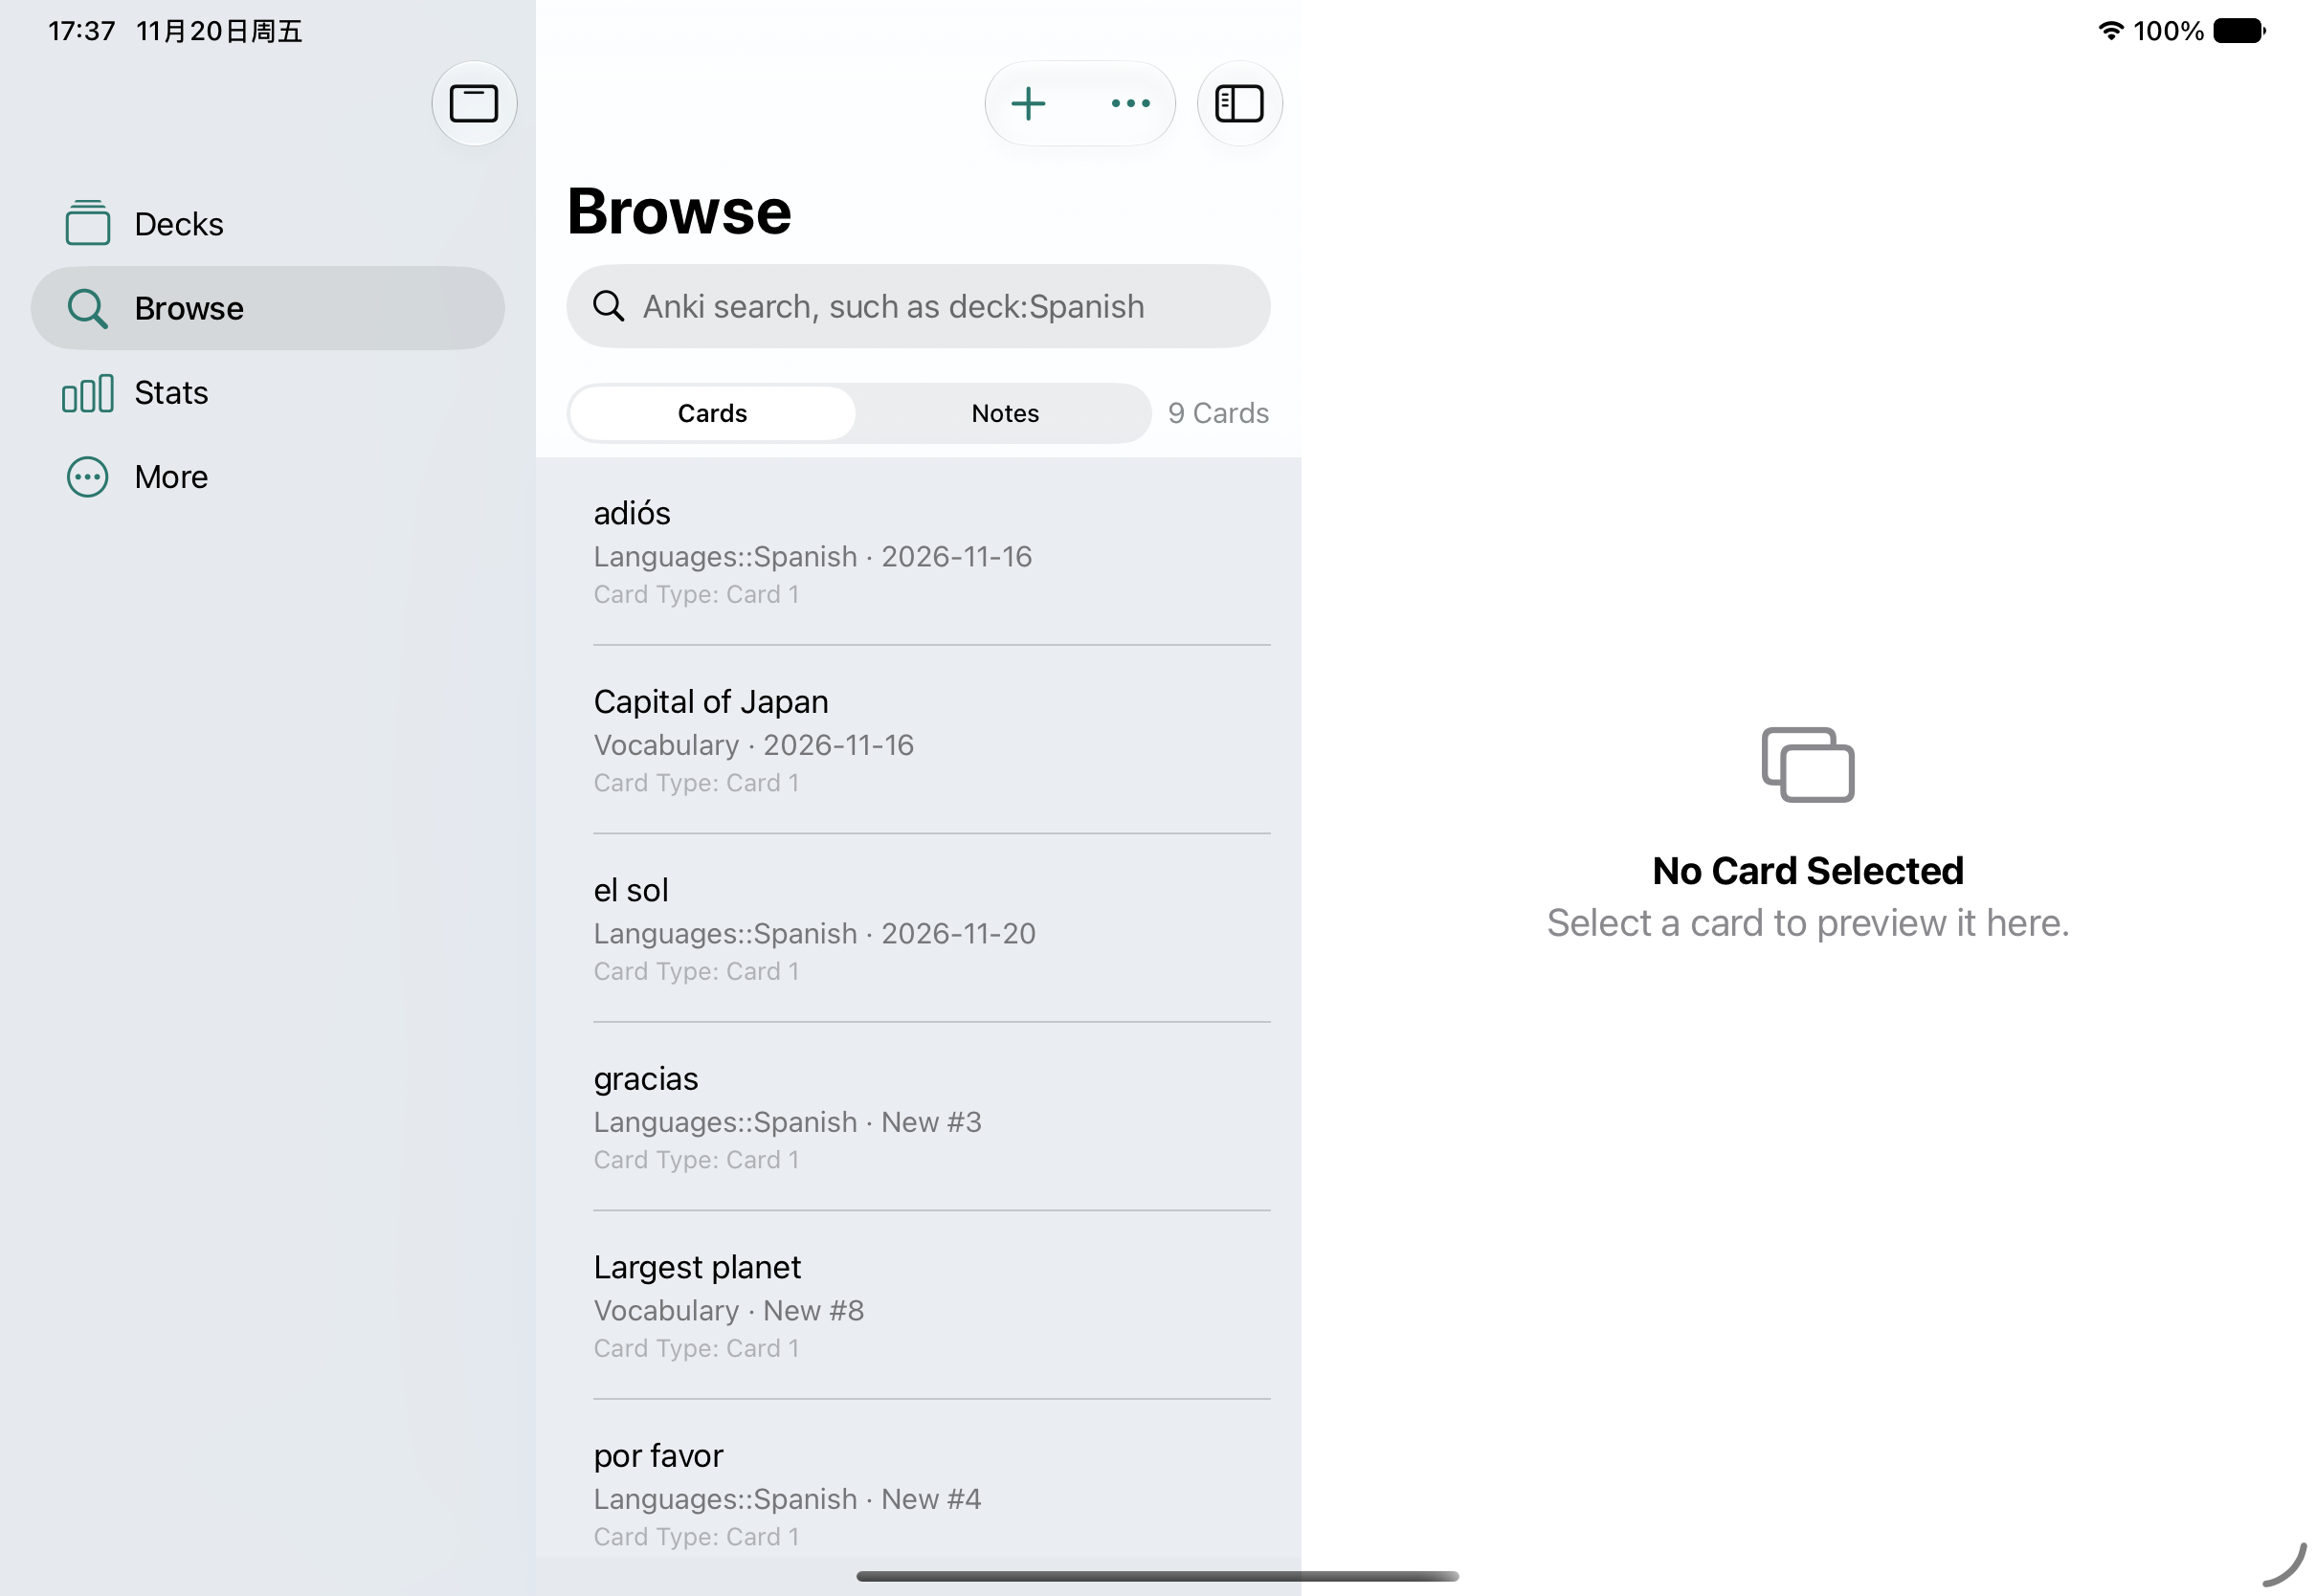 17:37 11月20日周五
100%
Decks
Browse
Stats
More
Browse
Anki search, such as deck:Spanish
Cards
Notes
9 Cards
adiós
Languages::Spanish · 2026-11-16
Card Type: Card 1
Capital of Japan
Vocabulary · 2026-11-16
Card Type: Card 1
el sol
Languages::Spanish · 2026-11-20
Card Type: Card 1
gracias
Languages::Spanish · New #3
Card Type: Card 1
Largest planet
Vocabulary · New #8
Card Type: Card 1
por favor
Languages::Spanish · New #4
Card Type: Card 1
No Card Selected
Select a card to preview it here.